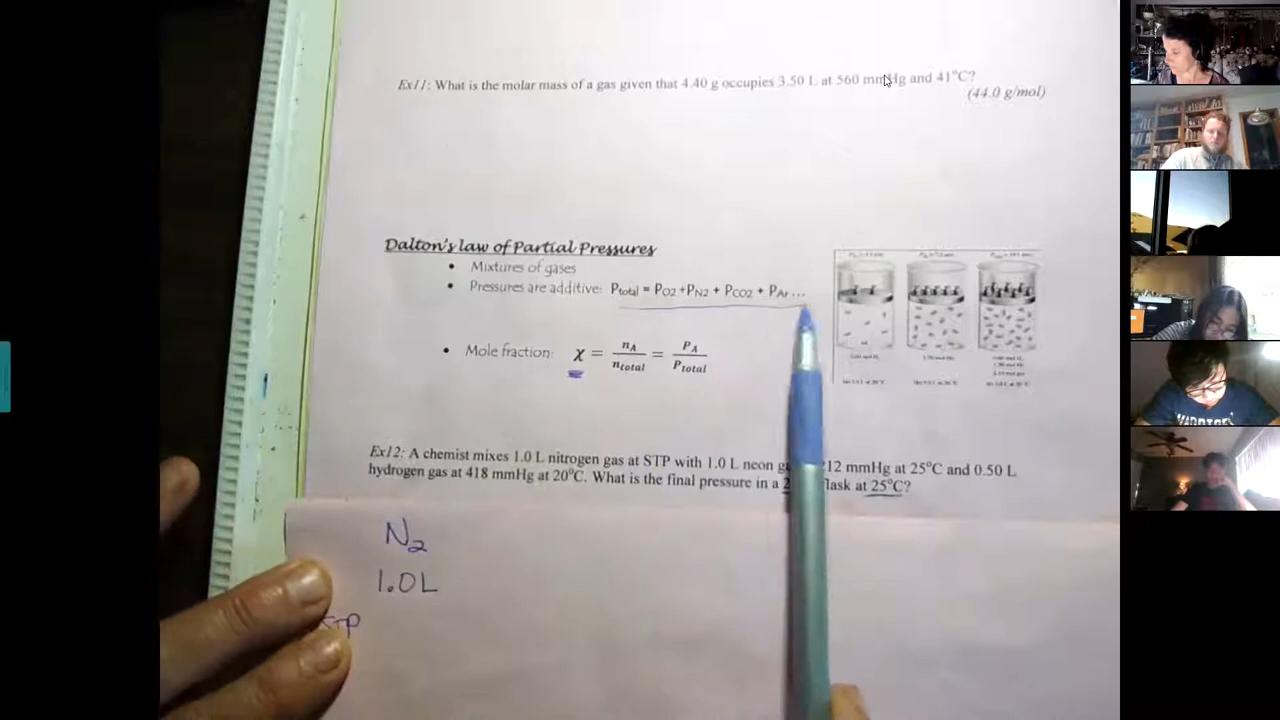 Ex11: What is the molar mass of a gas given that 4.40 g occupies 3.50 L at 560 mmHg and 41°C?
(44.0 g/mol)
Dalton's law of Partial Pressures
• Mixtures of gases
• Pressures are additive: Ptotal = PO2 +PN2 + PCO2 + PAr ...
• Mole fraction: χ = nA / ntotal = PA / Ptotal
Ex12: A chemist mixes 1.0 L nitrogen gas at STP with 1.0 L neon 12 mmHg at 25°C and 0.50 L
hydrogen gas at 418 mmHg at 20°C. What is the final pressure in a 2 flask at 25°C?
N2
1.0L
STP